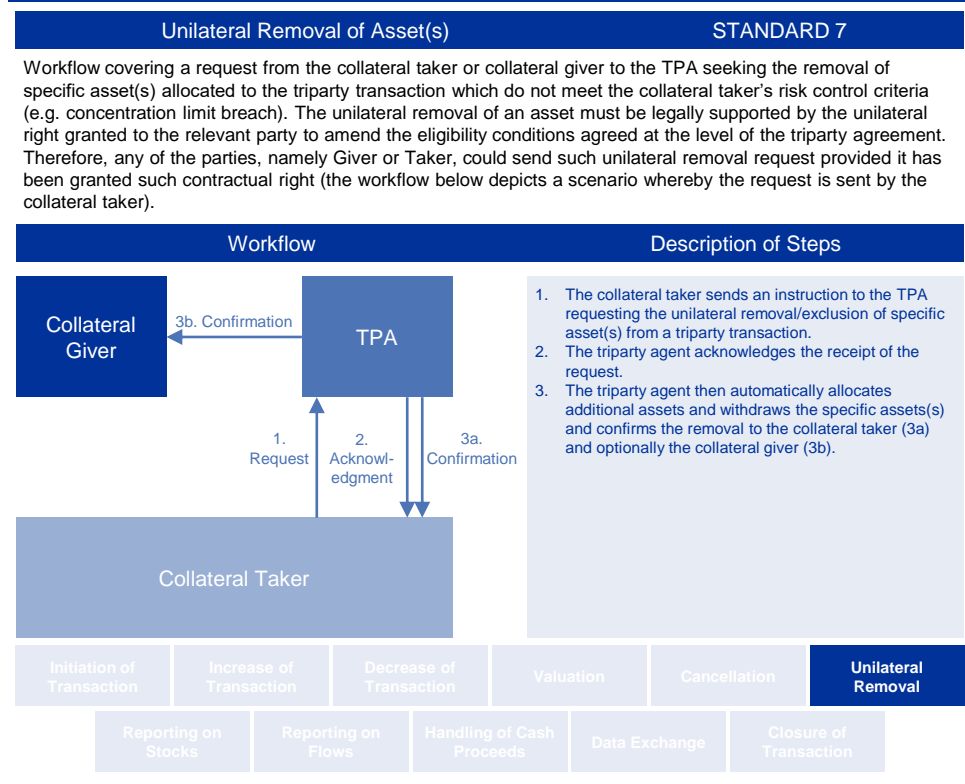 Unilateral Removal of Asset(s)
STANDARD 7
Workflow covering a request from the collateral taker or collateral giver to the TPA seeking the removal of
specific asset(s) allocated to the triparty transaction which do not meet the collateral taker's risk control criteria
(e.g. concentration limit breach). The unilateral removal of an asset must be legally supported by the unilateral
right granted to the relevant party to amend the eligibility conditions agreed at the level of the triparty agreement.
Therefore, any of the parties, namely Giver or Taker, could send such unilateral removal request provided it has
been granted such contractual right (the workflow below depicts a scenario whereby the request is sent by the
collateral taker).
Workflow
Description of Steps
Collateral
Giver
3b. Confirmation
TPA
1.
Request
2.
Acknowl-
edgment
3a.
Confirmation
Collateral Taker
1. The collateral taker sends an instruction to the TPA
requesting the unilateral removal/exclusion of specific
asset(s) from a triparty transaction.
2. The triparty agent acknowledges the receipt of the
request.
3. The triparty agent then automatically allocates
additional assets and withdraws the specific assets(s)
and confirms the removal to the collateral taker (3a)
and optionally the collateral giver (3b).
Initiation of
Transaction
Increase of
Transaction
Decrease of
Transaction
Valuation
Cancellation
Unilateral
Removal
Reporting on
Stocks
Reporting on
Flows
Handling of Cash
Proceeds
Data Exchange
Closure of
Transaction